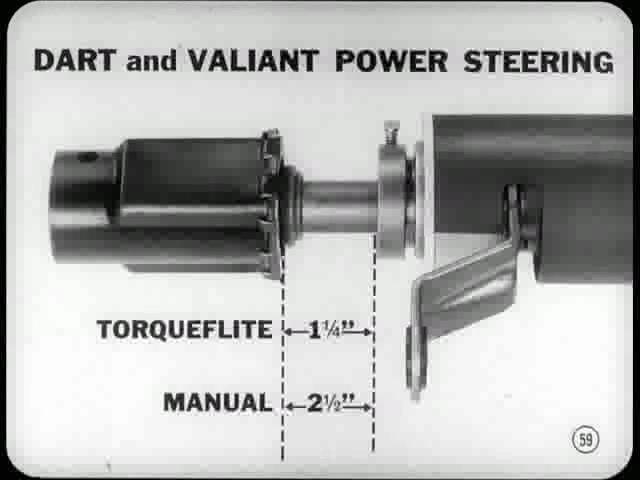 DART and VALIANT POWER STEERING
TORQUEFLITE 1¼"
MANUAL 2½"
59